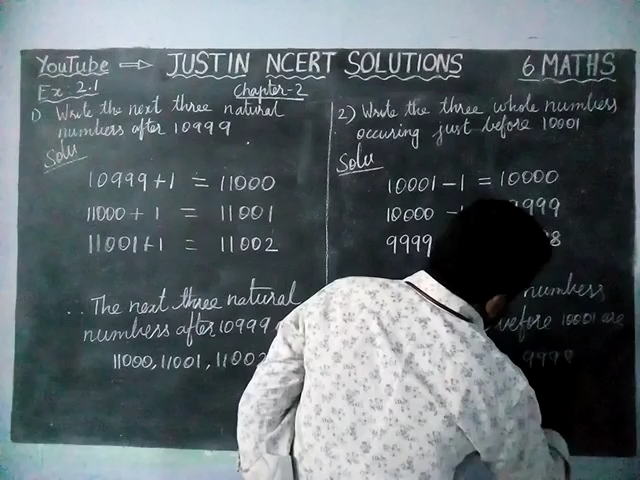 YouTube ⇒ JUSTIN NCERT SOLUTIONS 6 MATHS
Ex: 2.1 Chapter-2
1) Write the next three natural
numbers after 10999
Solu
10999+1 = 11000
11000 + 1 = 11001
11001+1 = 11002
∴ The next three natural
numbers after 10999
11000, 11001, 11002
2) Write the three whole numbers
occuring just before 10001
Solu
10001 - 1 = 10000
10000 - 999
9999 8
numbers
before 10001 are